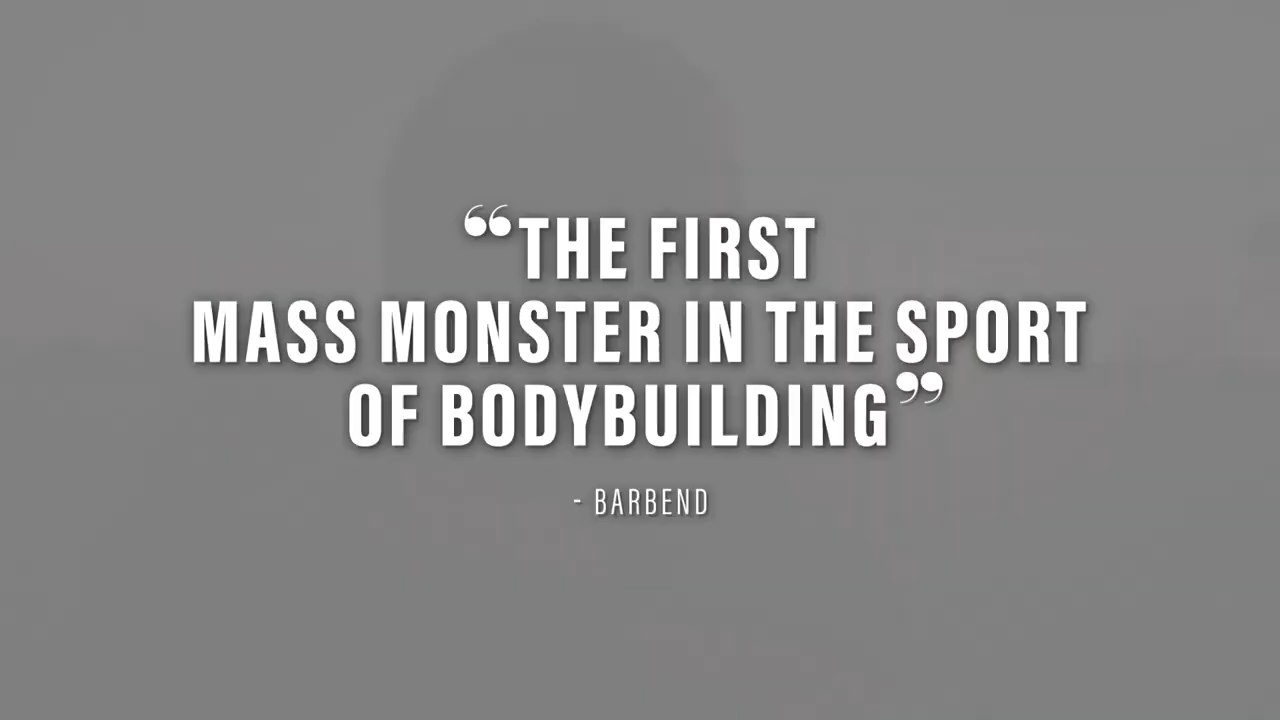 “THE FIRST
MASS MONSTER IN THE SPORT
OF BODYBUILDING”
- BARBEND